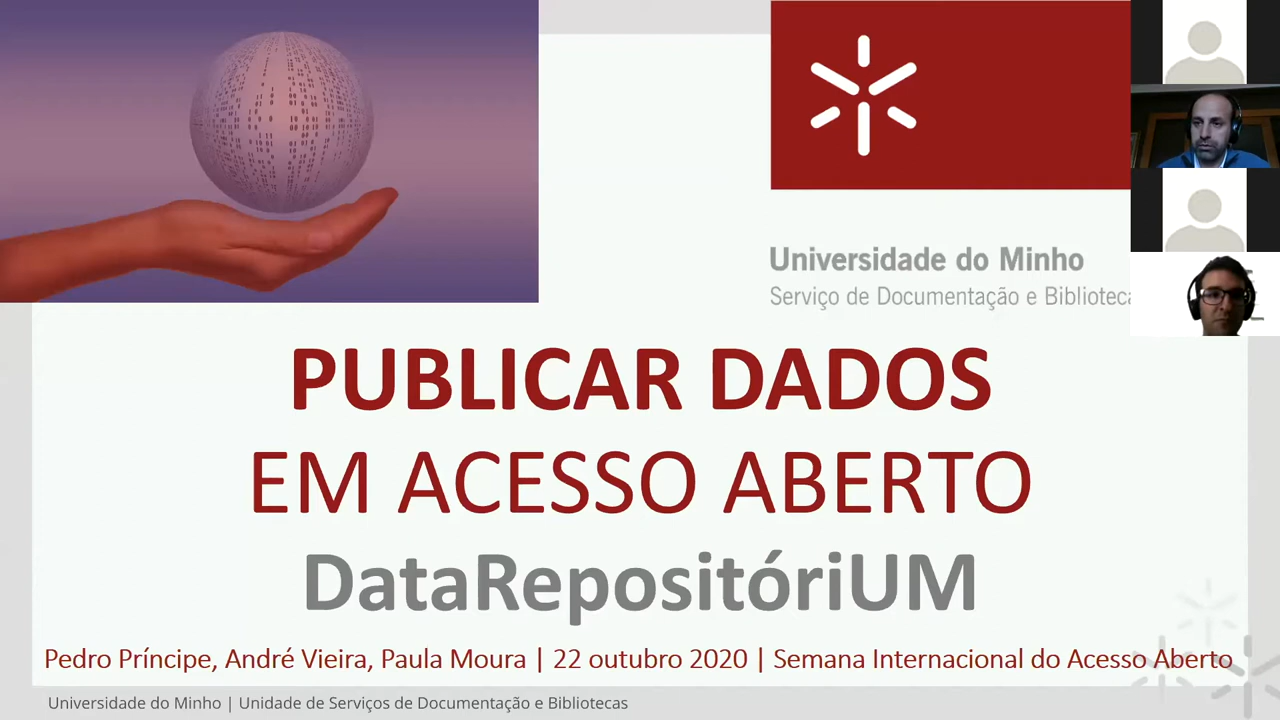 Universidade do Minho
Serviço de Documentação e Biblioteca
PUBLICAR DADOS
EM ACESSO ABERTO
DataRepositóriUM
Pedro Príncipe, André Vieira, Paula Moura | 22 outubro 2020 | Semana Internacional do Acesso Aberto
Universidade do Minho | Unidade de Serviços de Documentação e Bibliotecas